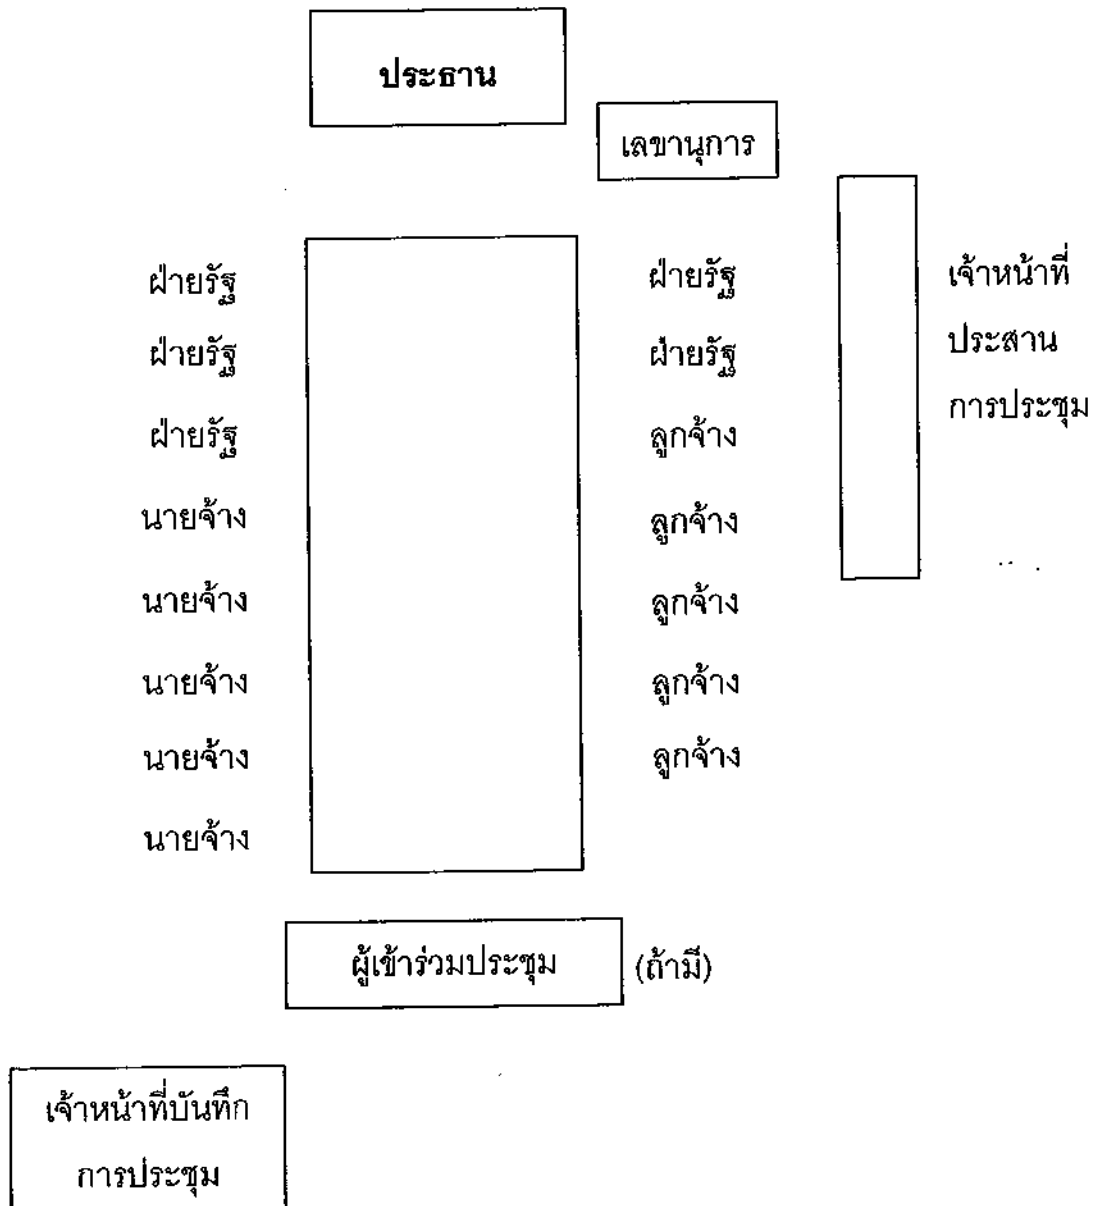 ประธาน
เลขานุการ
ฝ่ายรัฐ
ฝ่ายรัฐ
ฝ่ายรัฐ
นายจ้าง
นายจ้าง
นายจ้าง
นายจ้าง
นายจ้าง
ฝ่ายรัฐ
ฝ่ายรัฐ
ลูกจ้าง
ลูกจ้าง
ลูกจ้าง
ลูกจ้าง
ลูกจ้าง
เจ้าหน้าที่
ประสาน
การประชุม
ผู้เข้าร่วมประชุม (ถ้ามี)
เจ้าหน้าที่บันทึก
การประชุม